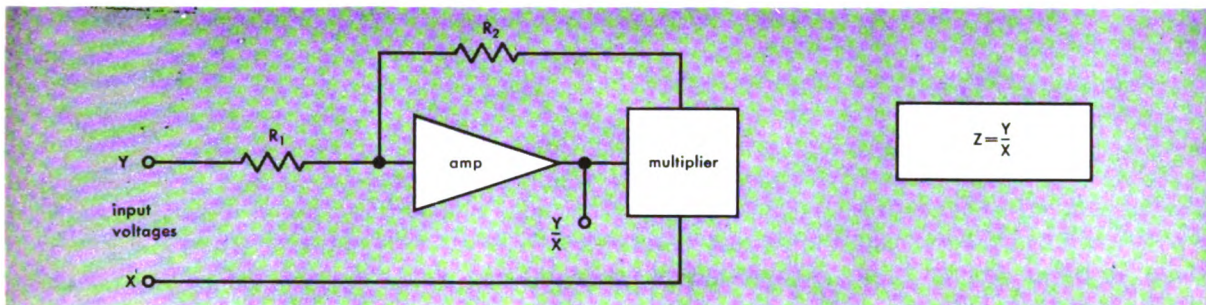 R2
R1
Y
amp
multiplier
Z=Y/X
input
voltages
Y/X
X